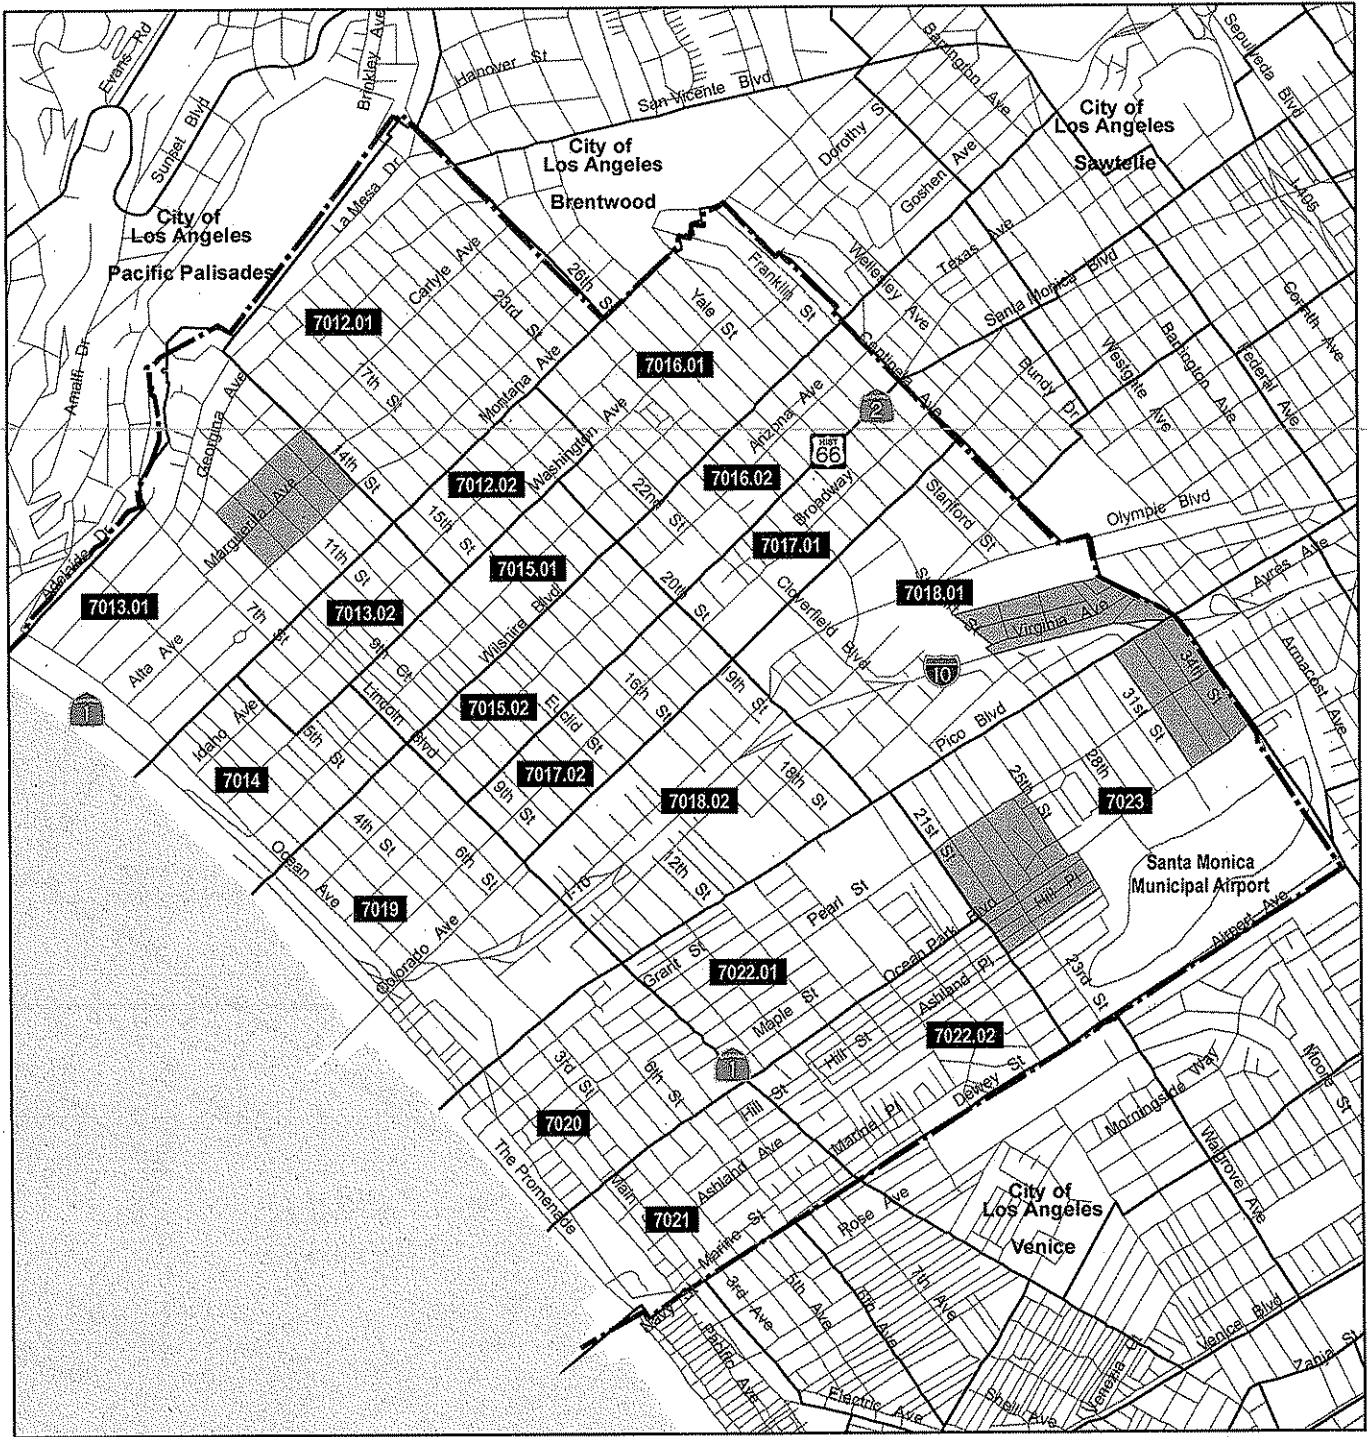 Evans Rd
Sunset Blvd
Brinkley Ave
Hanover St
San Vicente Blvd
Barrington Ave
Sepulveda Blvd
City of
Los Angeles
Sawtelle
City of
Los Angeles
Brentwood
Dorothy S
Goshen Ave
I-405
La Mesa Dr
City of
Los Angeles
Pacific Palisades
Carlyle Ave
26th S
23rd St
Franklin St
Yale St
Wellesley Ave
Texas Ave
Santa Monica Blvd
Corinth Ave
Amalfi Dr
7012.01
17th S
Montana Ave
7016.01
Centinela Ave
Bundy Dr
Westgate Ave
Barrington Ave
Federal Ave
Georgina Ave
14th St
Washington Ave
Arizona Ave
2
HIST
66
Marguerita Ave
7012.02
15th St
22nd St
7016.02
Broadway
Stanford St
Olympic Blvd
Adelaide Dr
11th St
7015.01
7017.01
20th St
Cloverfield Blvd
7018.01
Virginia Ave
Ayres Ave
7013.01
7th St
7013.02
9th Ct
Wilshire Blvd
Alta Ave
Lincoln Blvd
16th St
19th St
10
34th St
31st St
Armacost Ave
1
Idaho Ave
5th St
7015.02
Euclid St
Pico Blvd
7014
7017.02
9th St
7018.02
18th St
28th
25th St
7023
4th St
6th St
21st St
Ocean Ave
7019
I-10
12th St
Pearl St
Santa Monica
Municipal Airport
Hill Pl
Colorado Ave
Grant St
7022.01
Ocean Park Blvd
Airport Ave
Maple St
Ashland Pl
23rd St
3rd St
6th St
1
Hill St
7022.02
Dewey St
7020
Hill St
Marine Pl
Morningside Way
Moore St
The Promenade
Main
Ashland Ave
Walgrove Ave
7021
Marine St
Rose Ave
City of
Los Angeles
Venice
Navy
3rd Ave
5th Ave
7th Ave
Pacific Ave
Venice Blvd
Zanja St
Electric Ave
Shell Ave